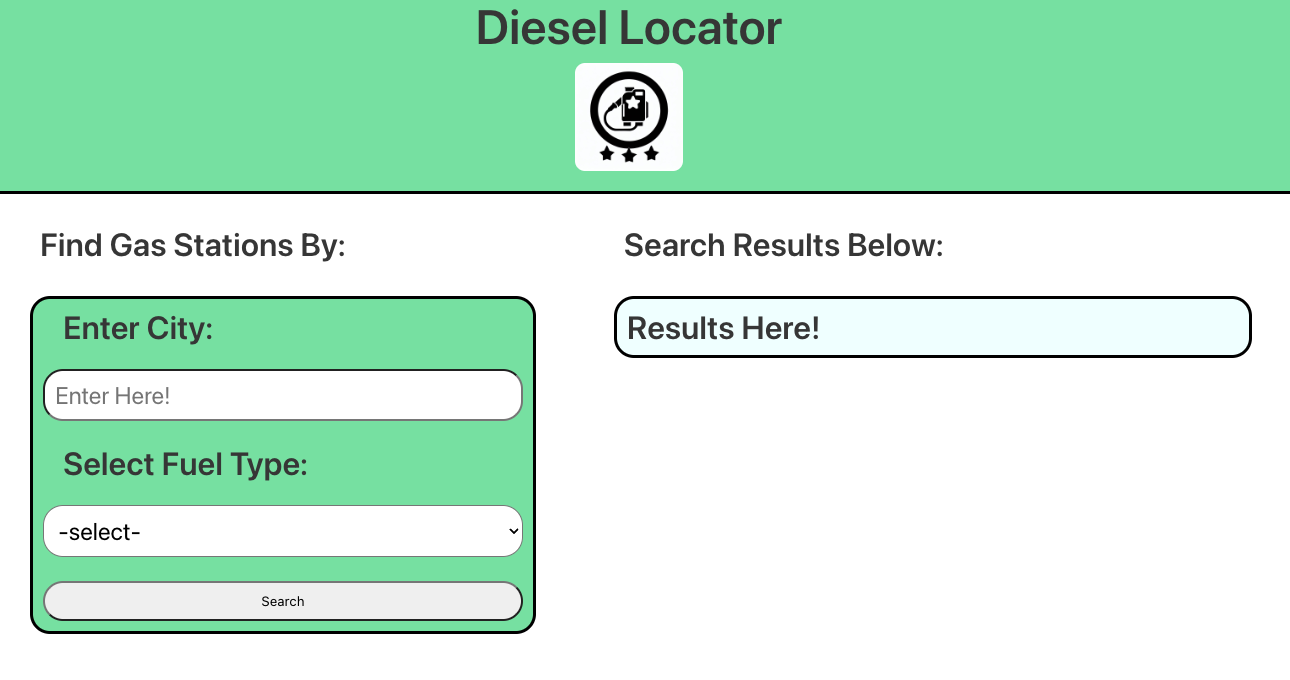 Diesel Locator
Find Gas Stations By:
Enter City:
Enter Here!
Select Fuel Type:
-select-
Search
Search Results Below:
Results Here!